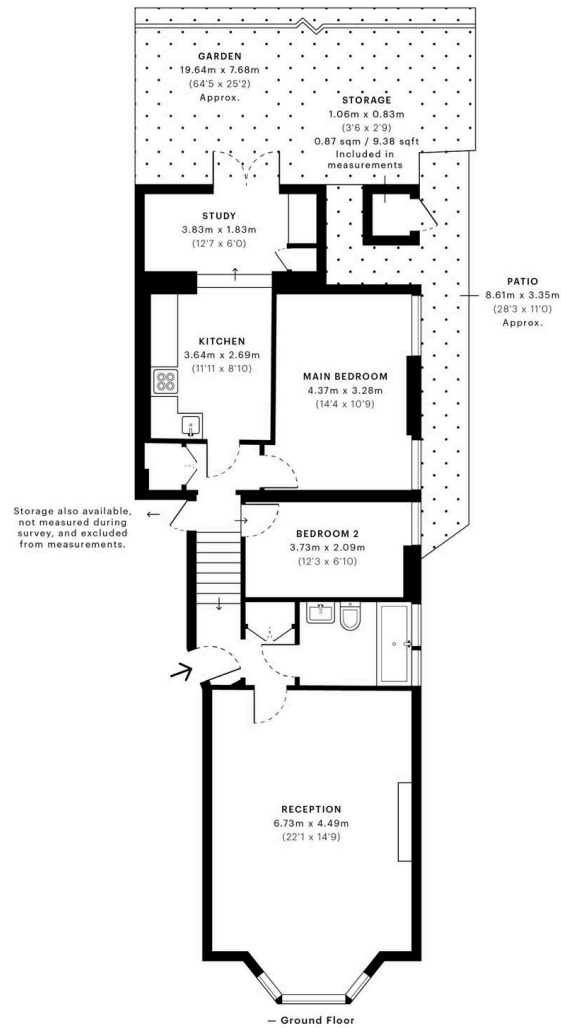 GARDEN
19.64m x 7.68m
(64'5 x 25'2)
Approx.
STORAGE
1.06m x 0.83m
(3'6 x 2'9)
0.87 sqm / 9.38 sqft
Included in
measurements
STUDY
3.83m x 1.83m
(12'7 x 6'0)
PATIO
8.61m x 3.35m
(28'3 x 11'0)
Approx.
KITCHEN
3.64m x 2.69m
(11'11 x 8'10)
MAIN BEDROOM
4.37m x 3.28m
(14'4 x 10'9)
Storage also available,
not measured during
survey, and excluded
from measurements.
BEDROOM 2
3.73m x 2.09m
(12'3 x 6'10)
RECEPTION
6.73m x 4.49m
(22'1 x 14'9)
— Ground Floor